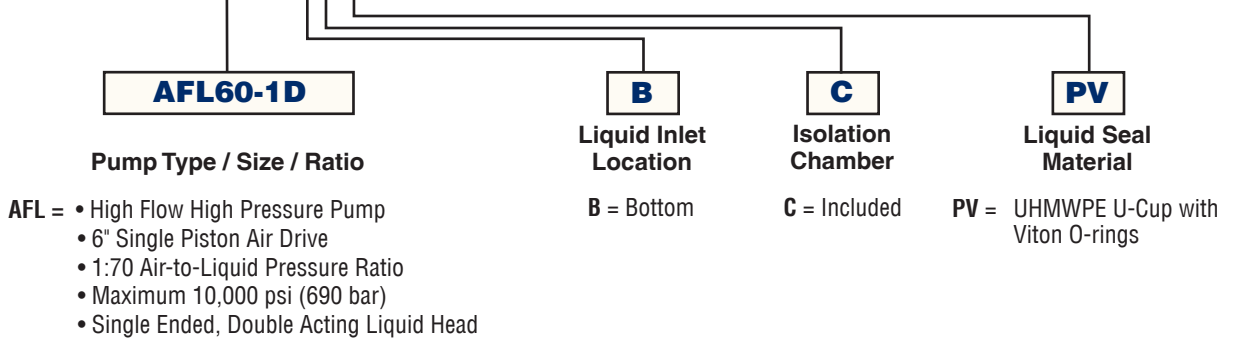 AFL60-1D
B
C
PV
Pump Type / Size / Ratio
Liquid Inlet
Location
Isolation
Chamber
Liquid Seal
Material
AFL = • High Flow High Pressure Pump
• 6" Single Piston Air Drive
• 1:70 Air-to-Liquid Pressure Ratio
• Maximum 10,000 psi (690 bar)
• Single Ended, Double Acting Liquid Head
B = Bottom
C = Included
PV = UHMWPE U-Cup with
Viton O-rings